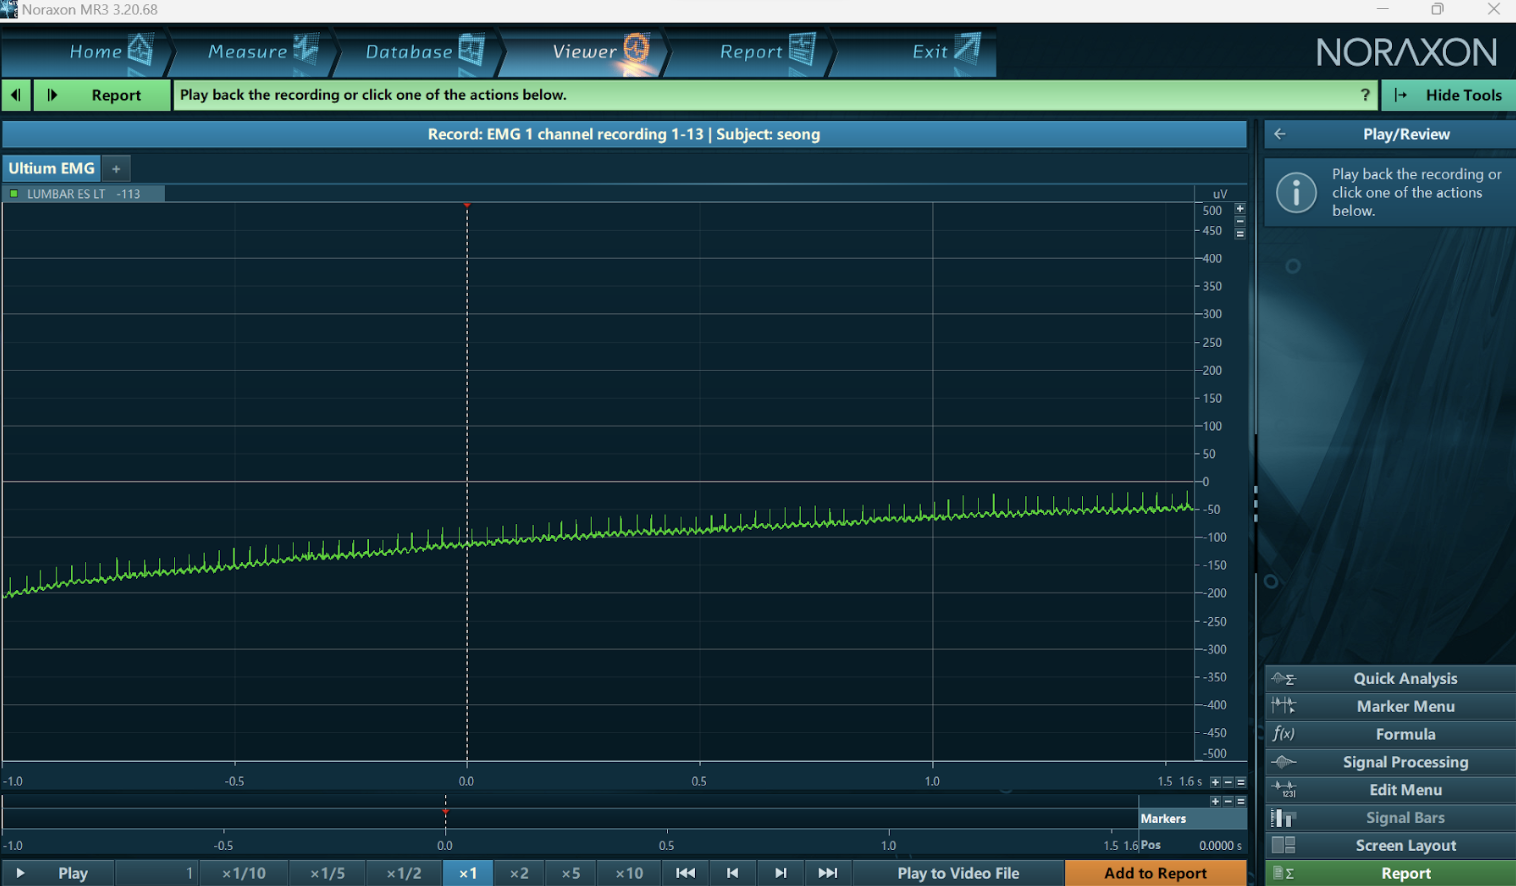 Noraxon MR3 3.20.68
Home Measure Database Viewer Report Exit NORAXON
Report Play back the recording or click one of the actions below. ? Hide Tools
Record: EMG 1 channel recording 1-13 | Subject: seong
Play/Review
Ultium EMG +
Play back the recording or
click one of the actions
below.
LUMBAR ES LT -113
uV
500
450
400
350
300
250
200
150
100
50
0
-50
-100
-150
-200
-250
-300
-350
-400
-450
-500
-1.0 -0.5 0.0 0.5 1.0 1.5 1.6 s
Quick Analysis
Marker Menu
f(x) Formula
Signal Processing
Edit Menu
Signal Bars
Screen Layout
Report
Markers
-1.0 -0.5 0.0 0.5 1.0 1.5 1.6 Pos 0.0000 s
Play 1 ×1/10 ×1/5 ×1/2 ×1 ×2 ×5 ×10 Play to Video File Add to Report